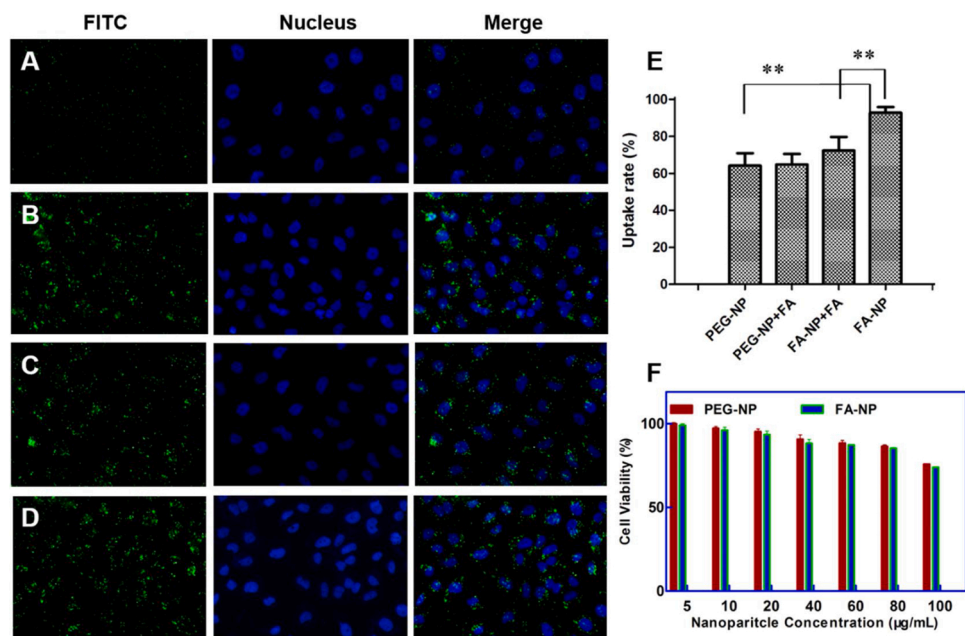 FITC Nucleus Merge
A
B
C
D
E
** **
100
80
60
40
20
0
Uptake rate (%)
PEG-NP PEG-NP+FA FA-NP+FA FA-NP
F
PEG-NP FA-NP
100
50
0
Cell Viability (%)
5 10 20 40 60 80 100
Nanoparitcle Concentration (µg/mL)